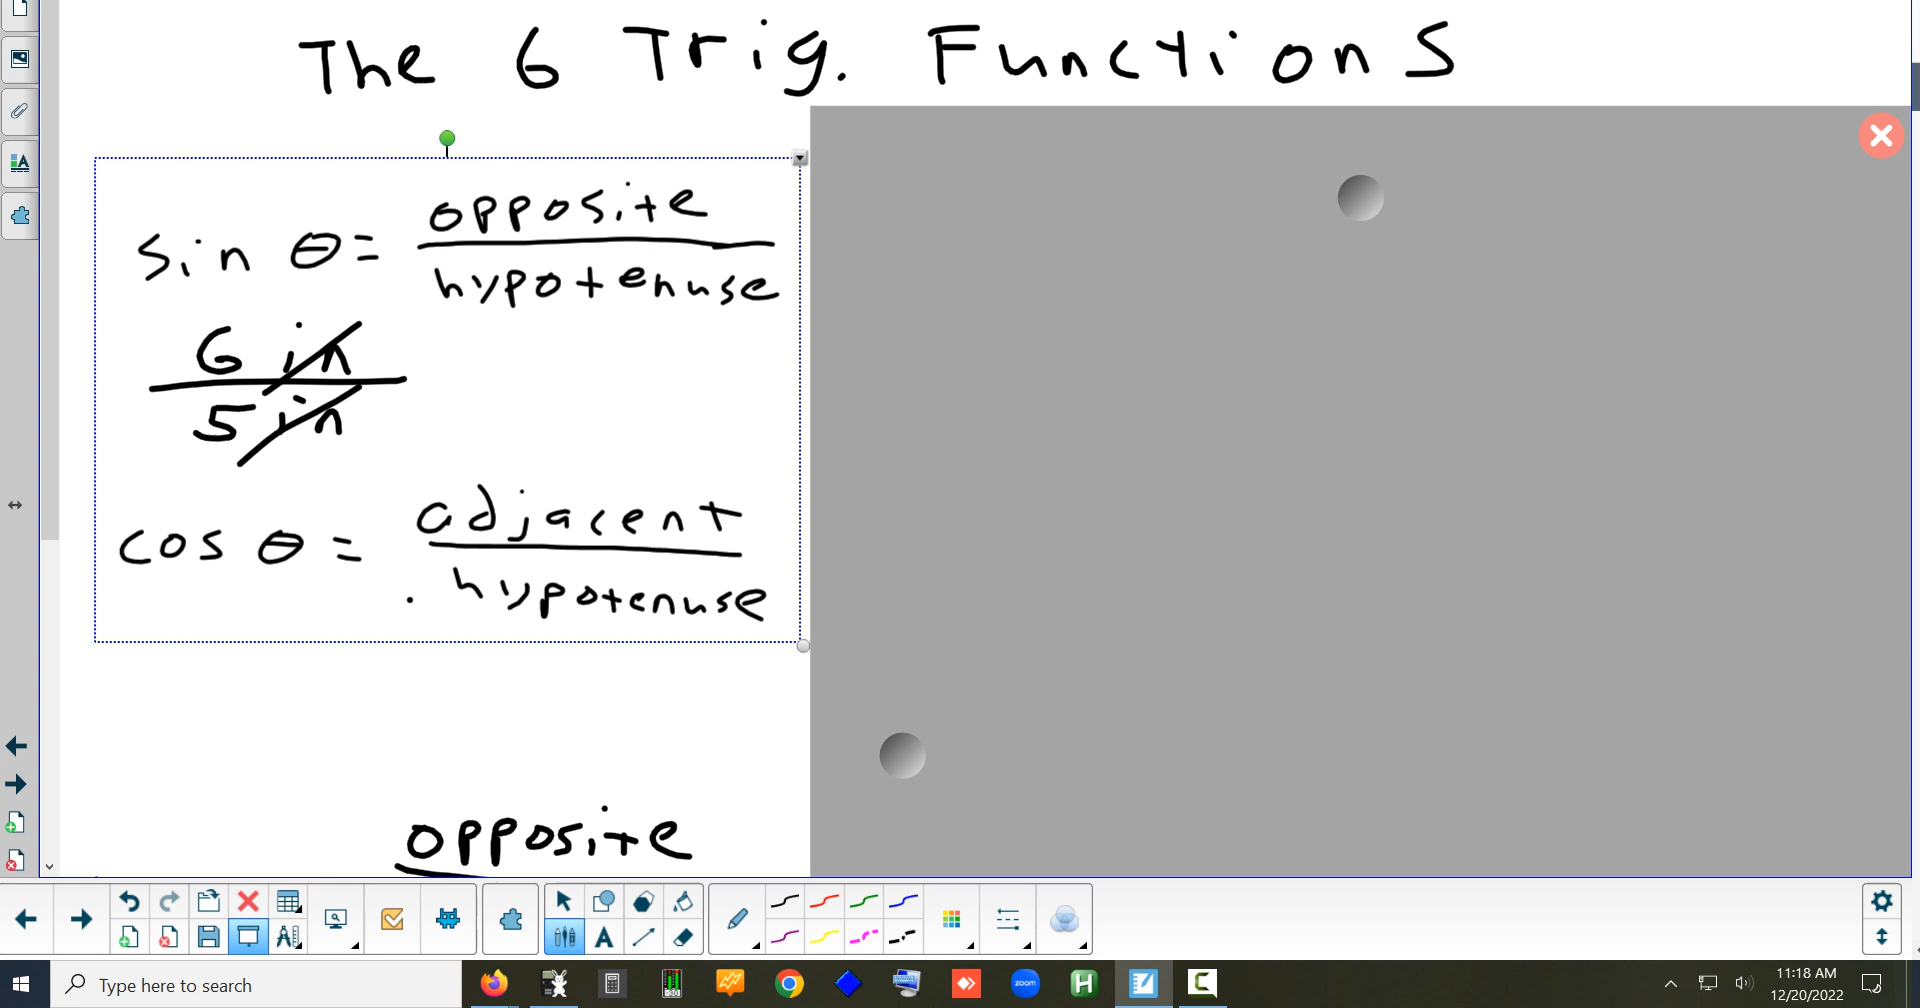 The 6 Trig. Functions
sin θ = opposite
hypotenuse
6 in
5 in
cos θ = adjacent
hypotenuse
opposite
Type here to search
zoom
11:18 AM
12/20/2022